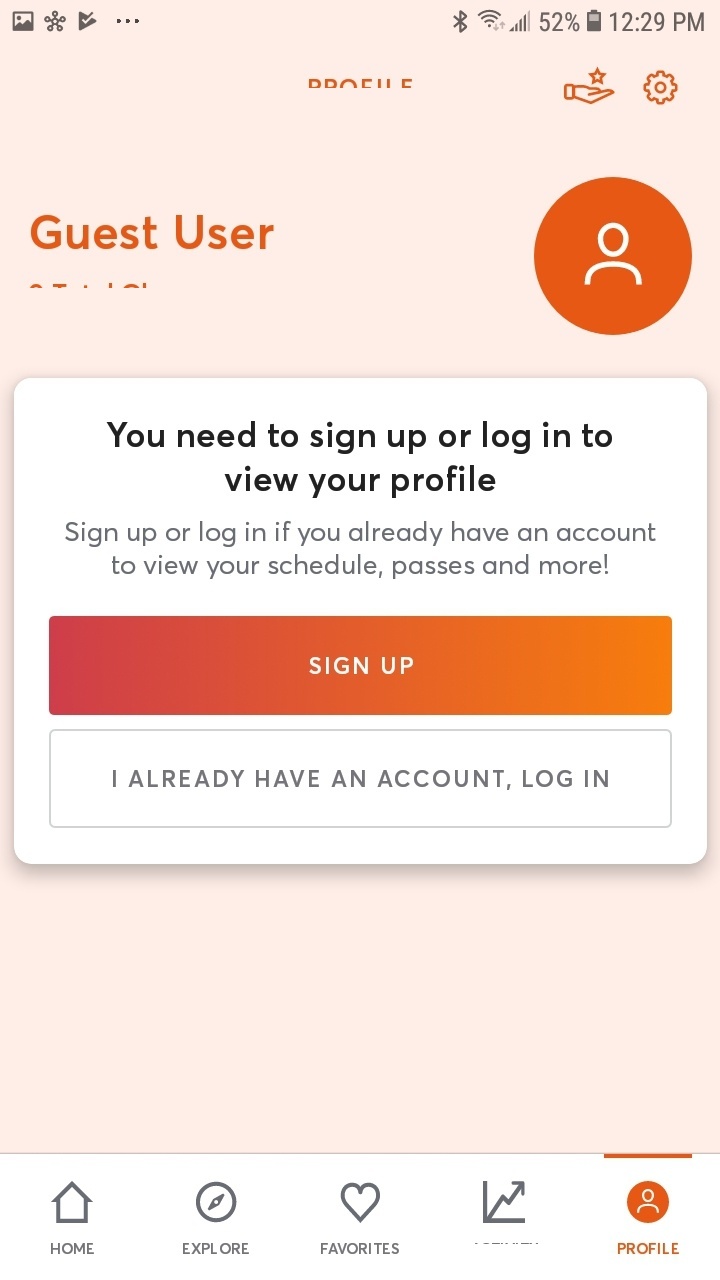 52% 12:29 PM
PROFILE
Guest User
You need to sign up or log in to
view your profile
Sign up or log in if you already have an account
to view your schedule, passes and more!
SIGN UP
I ALREADY HAVE AN ACCOUNT, LOG IN
HOME EXPLORE FAVORITES PROFILE